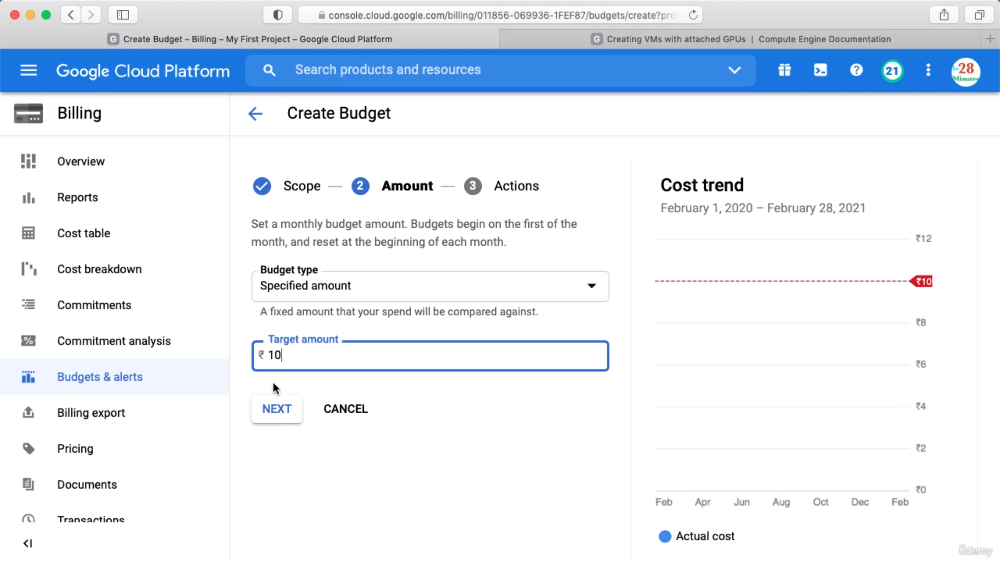 console.cloud.google.com/billing/011856-069936-1FEF87/budgets/create?pro
G Create Budget – Billing – My First Project – Google Cloud Platform
G Creating VMs with attached GPUs | Compute Engine Documentation
Google Cloud Platform
Search products and resources
21
in28
Minutes
Billing
Create Budget
Overview
Reports
Cost table
Cost breakdown
Commitments
Commitment analysis
Budgets & alerts
Billing export
Pricing
Documents
Transactions
Scope — 2 Amount — 3 Actions
Set a monthly budget amount. Budgets begin on the first of the
month, and reset at the beginning of each month.
Budget type
Specified amount
A fixed amount that your spend will be compared against.
Target amount
₹ 10
NEXT CANCEL
Cost trend
February 1, 2020 – February 28, 2021
₹12
₹10
₹8
₹6
₹4
₹2
₹0
Feb Apr Jun Aug Oct Dec Feb
Actual cost
ûdemy